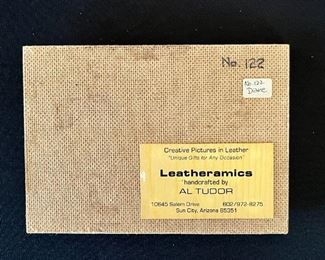 No. 122
No. 122
Diane
Creative Pictures in Leather
"Unique Gifts for Any Occasion"
Leatheramics
handcrafted by
AL TUDOR
10645 Salem Drive 602/972-8275
Sun City, Arizona 85351